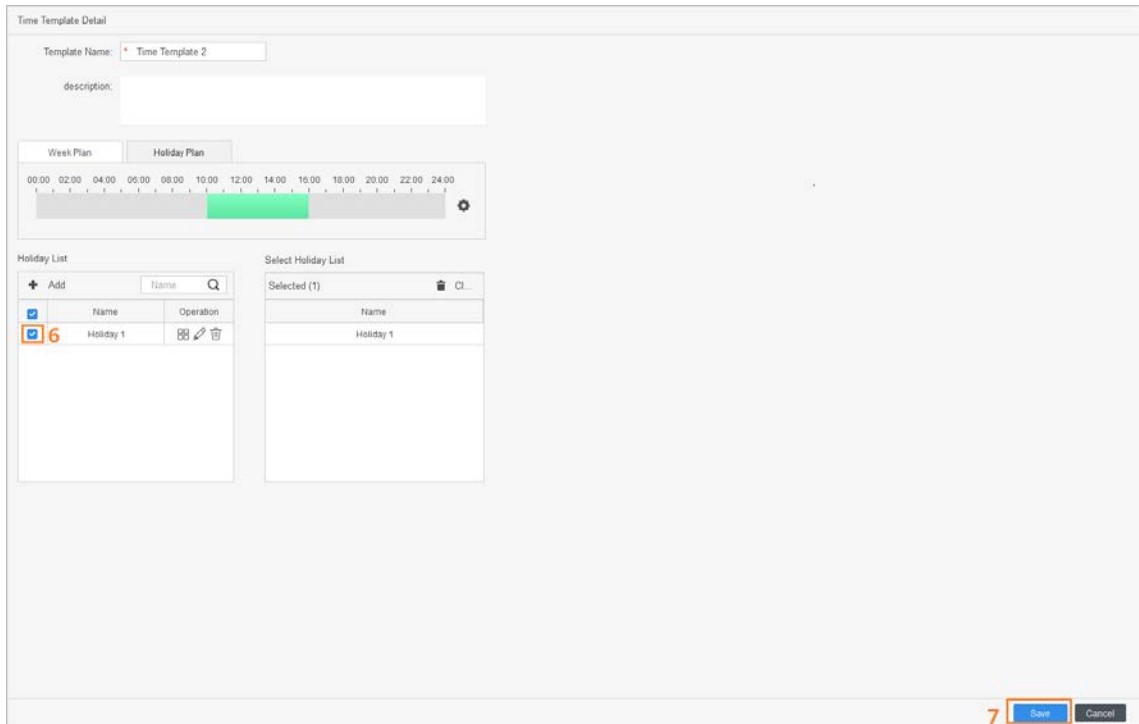 Time Template Detail
Template Name: * Time Template 2
description:
Week Plan Holiday Plan
00:00 02:00 04:00 06:00 08:00 10:00 12:00 14:00 16:00 18:00 20:00 22:00 24:00
Holiday List Select Holiday List
Add Name Selected (1) Cl...
Name Operation Name
6 Holiday 1 Holiday 1
7 Save Cancel